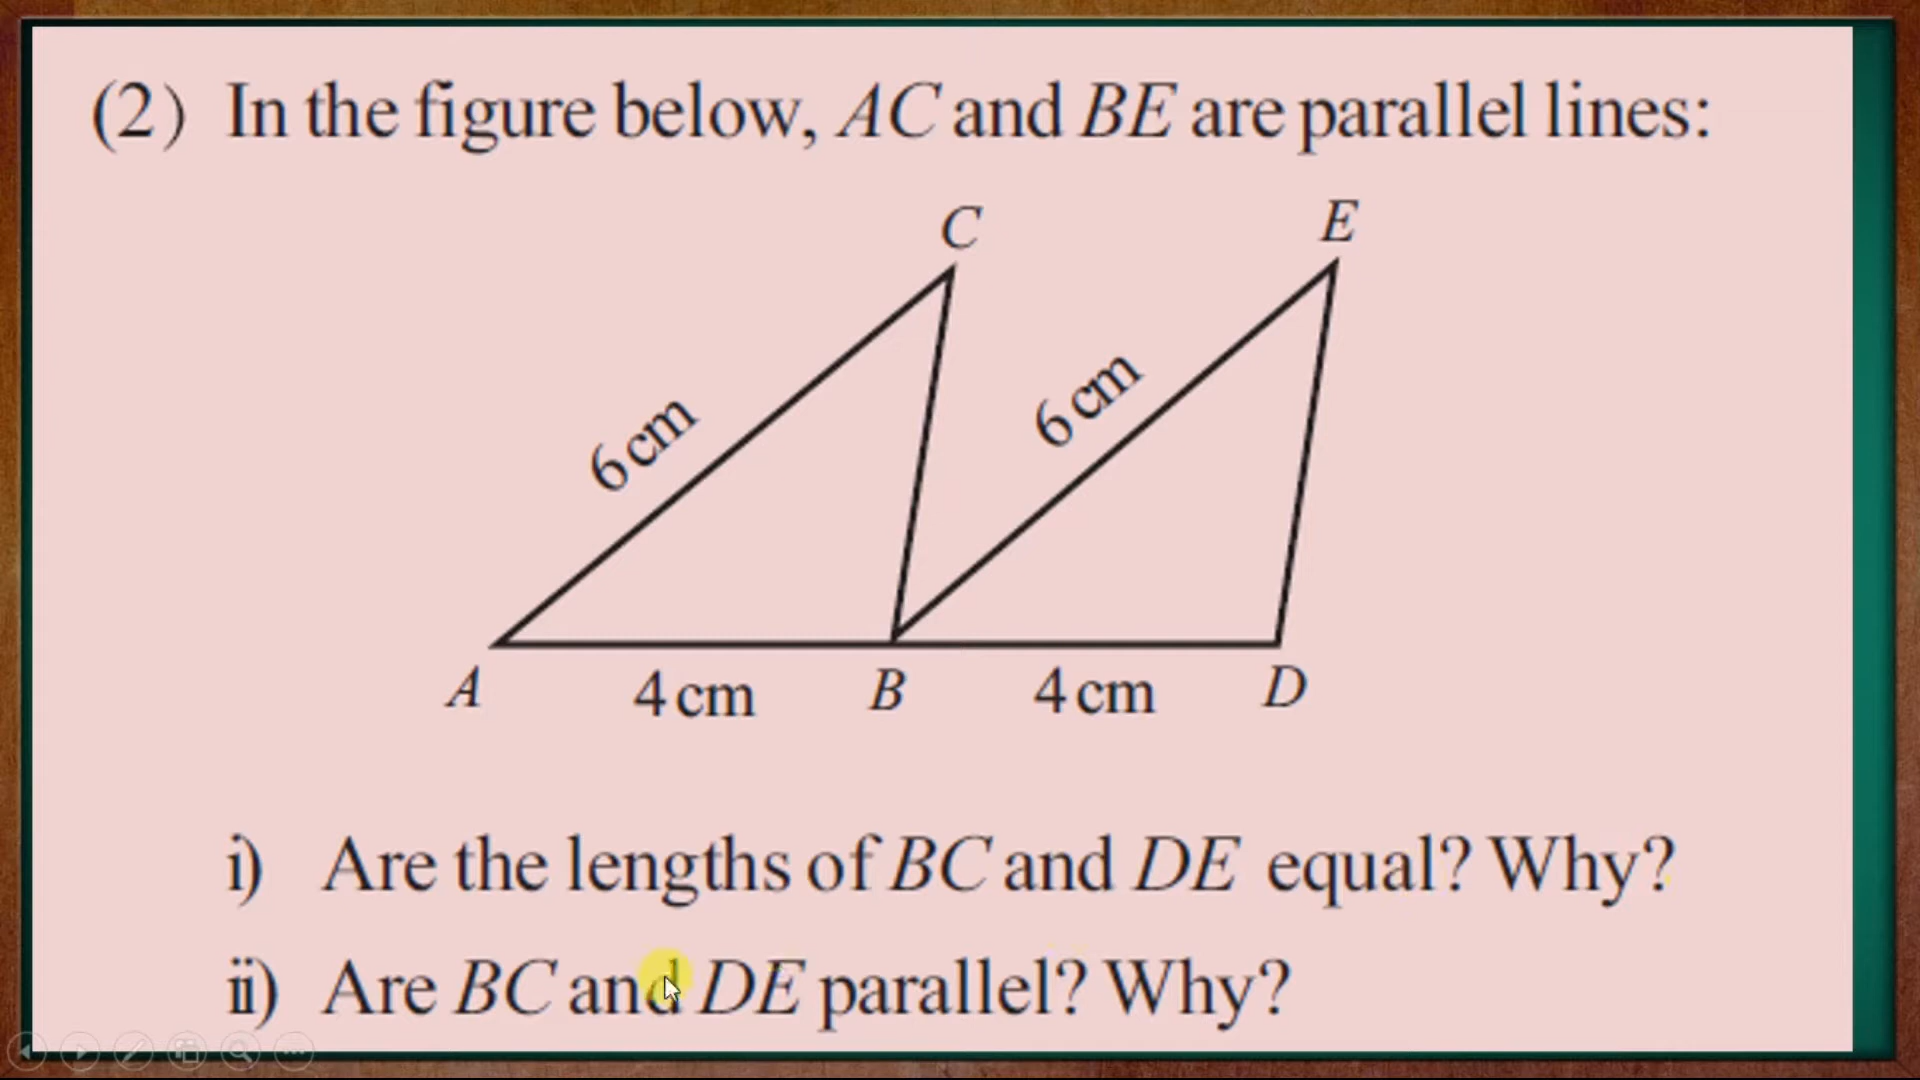 (2) In the figure below, AC and BE are parallel lines:
C
E
6 cm
6 cm
A
4 cm
B
4 cm
D
i) Are the lengths of BC and DE equal? Why?
ii) Are BC and DE parallel? Why?